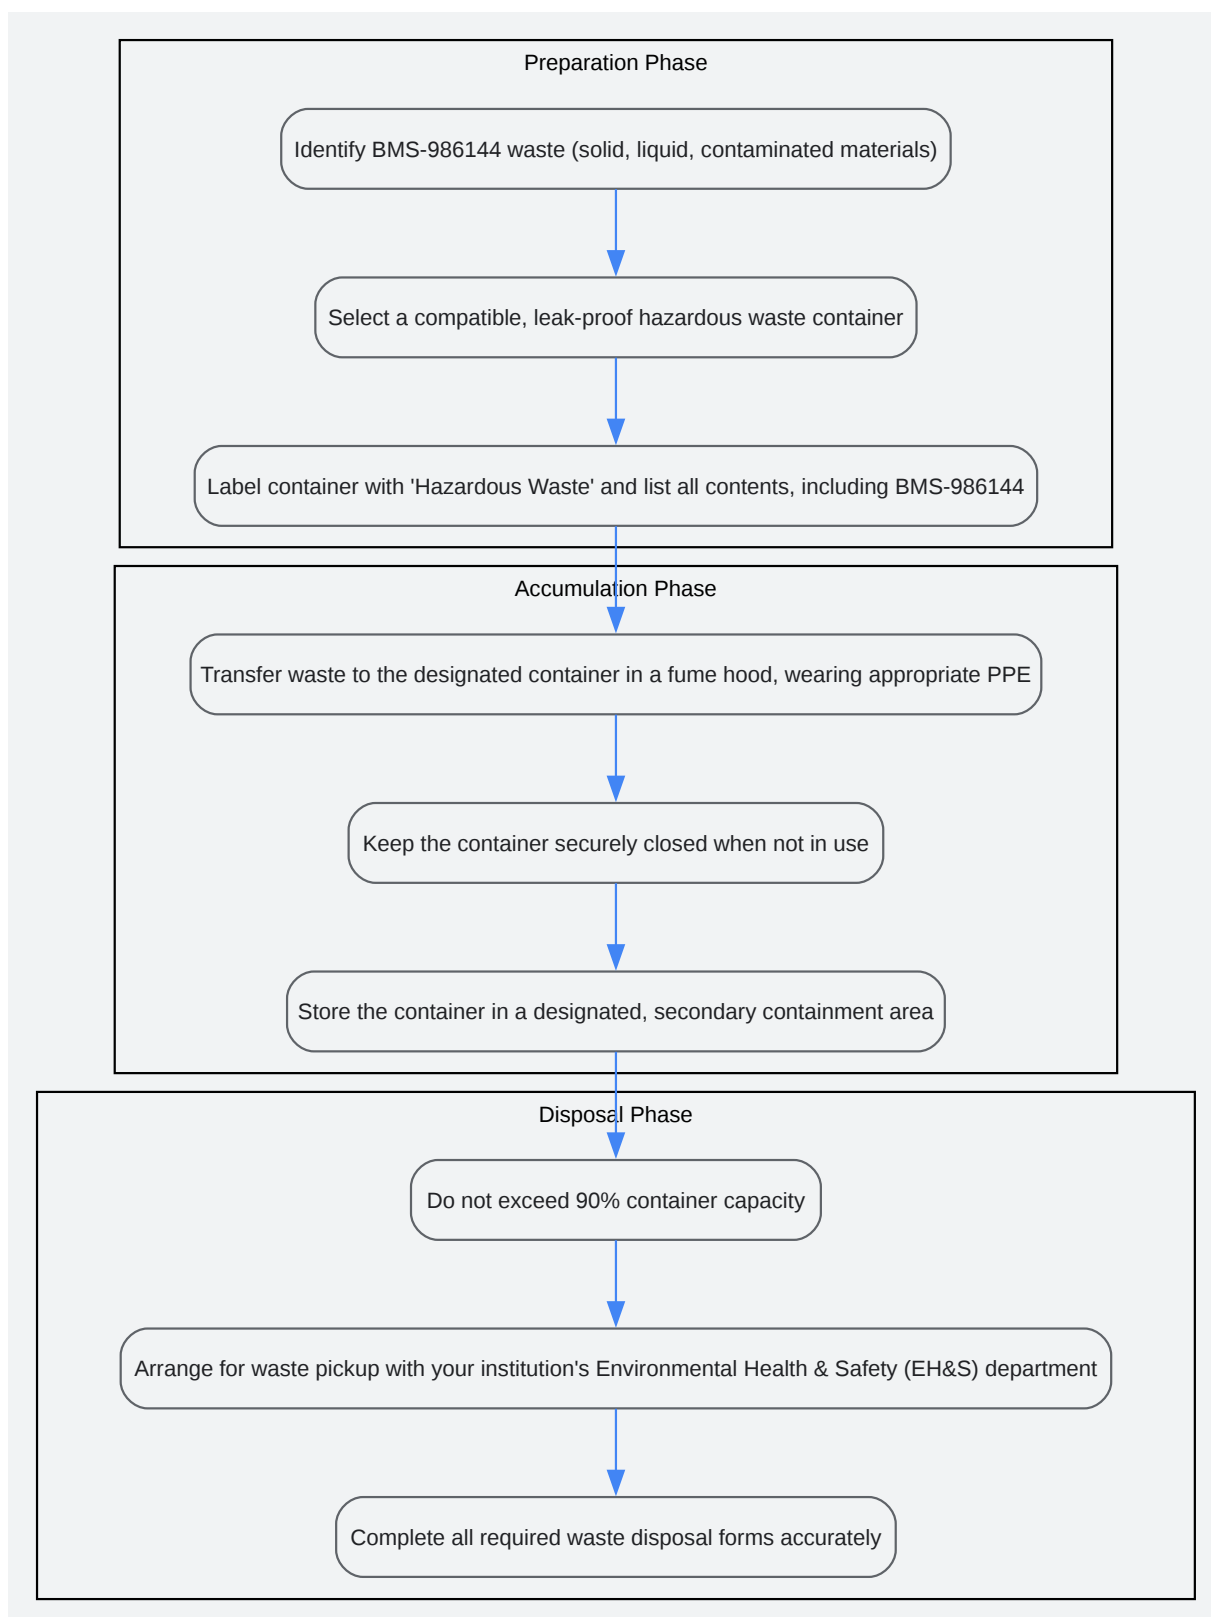 Preparation Phase
Identify BMS-986144 waste (solid, liquid, contaminated materials)
Select a compatible, leak-proof hazardous waste container
Label container with 'Hazardous Waste' and list all contents, including BMS-986144
Accumulation Phase
Transfer waste to the designated container in a fume hood, wearing appropriate PPE
Keep the container securely closed when not in use
Store the container in a designated, secondary containment area
Disposal Phase
Do not exceed 90% container capacity
Arrange for waste pickup with your institution's Environmental Health & Safety (EH&S) department
Complete all required waste disposal forms accurately